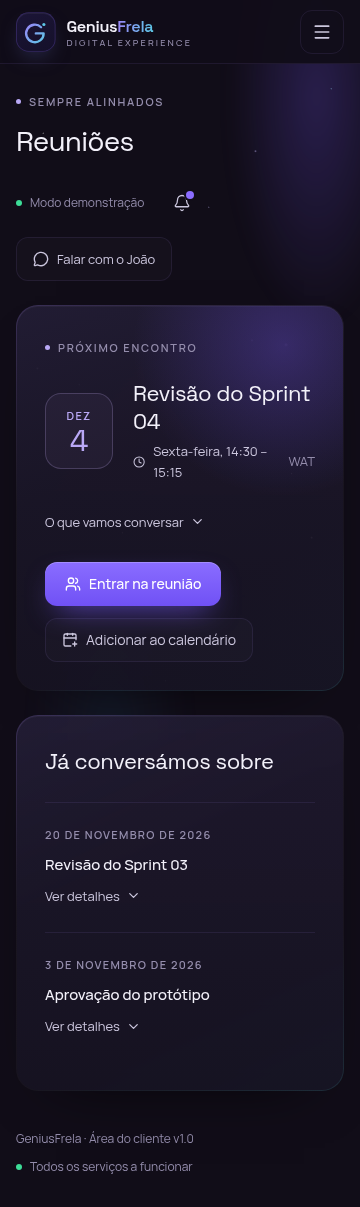 GeniusFrela
DIGITAL EXPERIENCE
SEMPRE ALINHADOS
Reuniões
Modo demonstração
Falar com o João
PRÓXIMO ENCONTRO
DEZ
4
Revisão do Sprint
04
Sexta-feira, 14:30 –
15:15
WAT
O que vamos conversar
Entrar na reunião
Adicionar ao calendário
Já conversámos sobre
20 DE NOVEMBRO DE 2026
Revisão do Sprint 03
Ver detalhes
3 DE NOVEMBRO DE 2026
Aprovação do protótipo
Ver detalhes
GeniusFrela · Área do cliente v1.0
Todos os serviços a funcionar